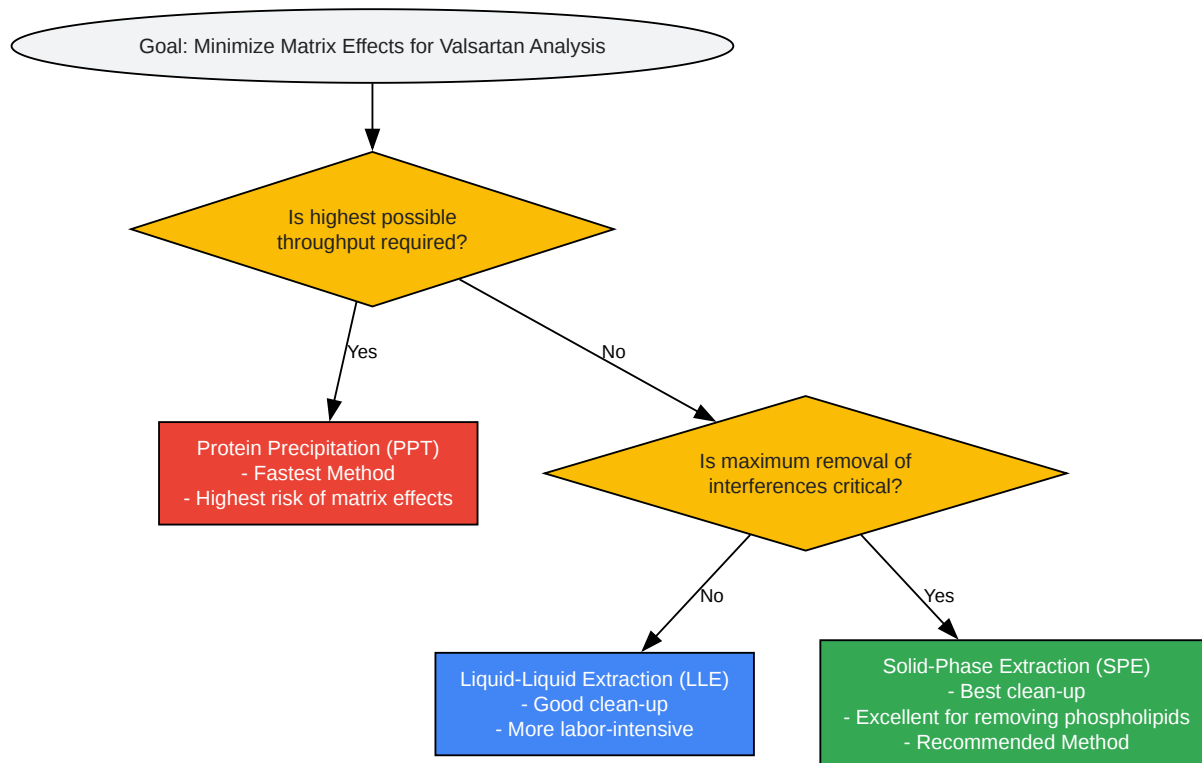 Goal: Minimize Matrix Effects for Valsartan Analysis
Is highest possible
throughput required?
Yes
No
Protein Precipitation (PPT)
- Fastest Method
- Highest risk of matrix effects
Is maximum removal of
interferences critical?
No
Yes
Liquid-Liquid Extraction (LLE)
- Good clean-up
- More labor-intensive
Solid-Phase Extraction (SPE)
- Best clean-up
- Excellent for removing phospholipids
- Recommended Method